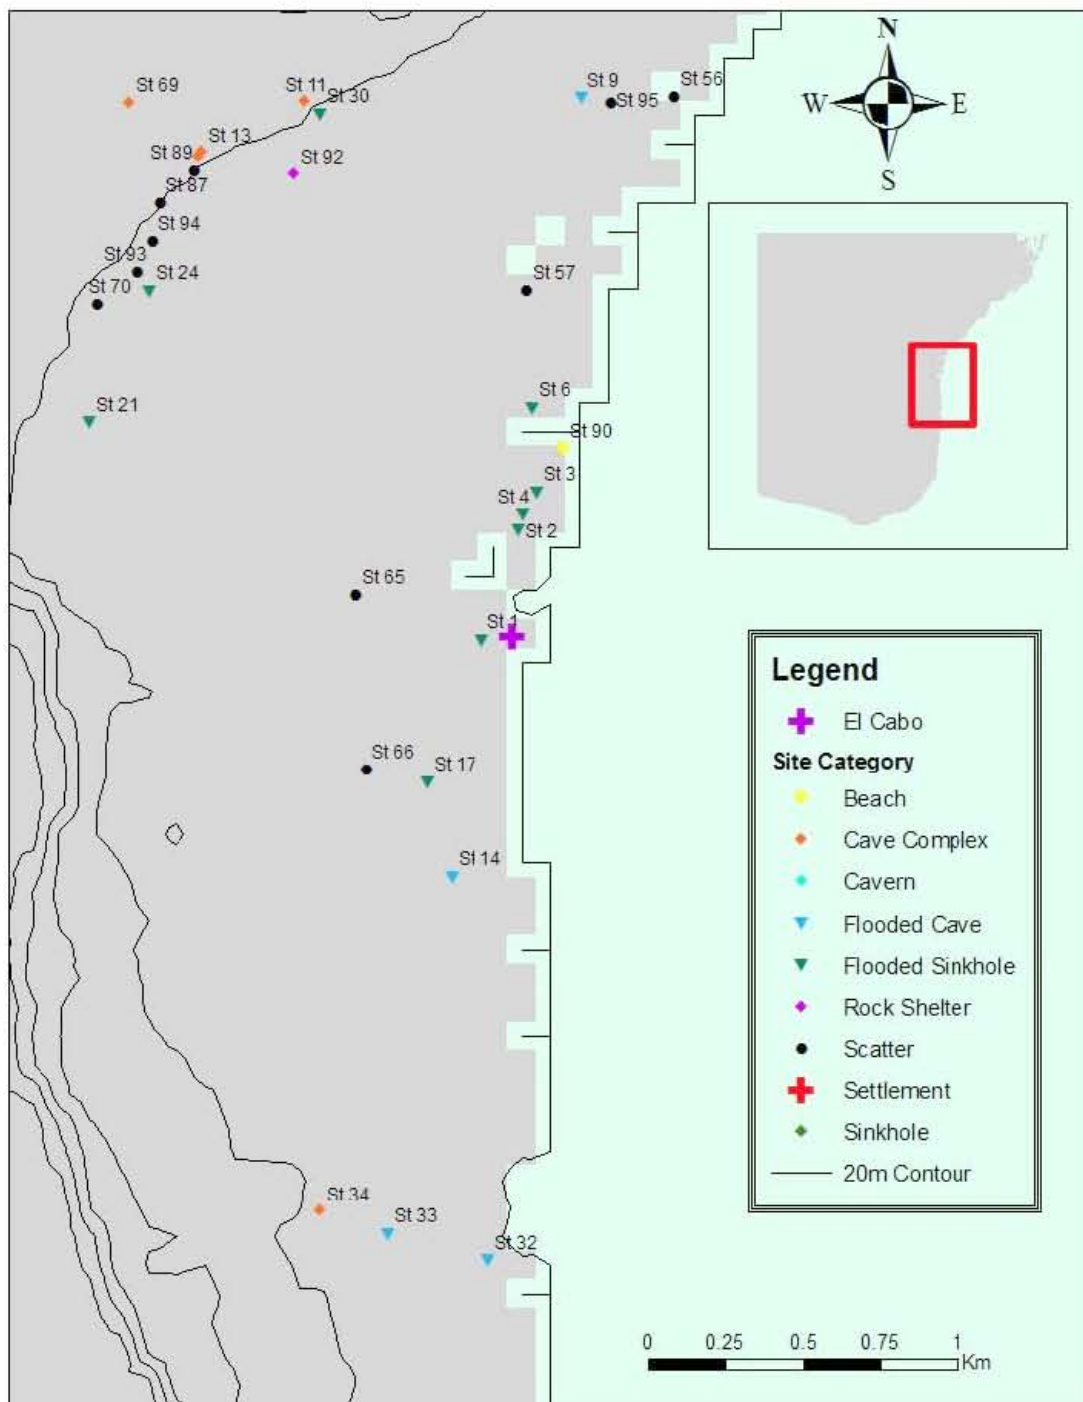 N
St 69
St 11
St 9
St 56
St 30
St 95
W
E
St 13
St 89
St 92
S
St 87
St 94
St 93
St 24
St 57
St 70
St 6
St 21
St 90
St 3
St 4
St 2
St 65
St 1
Legend
El Cabo
Site Category
Beach
Cave Complex
Cavern
Flooded Cave
Flooded Sinkhole
Rock Shelter
Scatter
Settlement
Sinkhole
20m Contour
St 66
St 17
St 14
St 34
St 33
St 32
0 0.25 0.5 0.75 1
Km